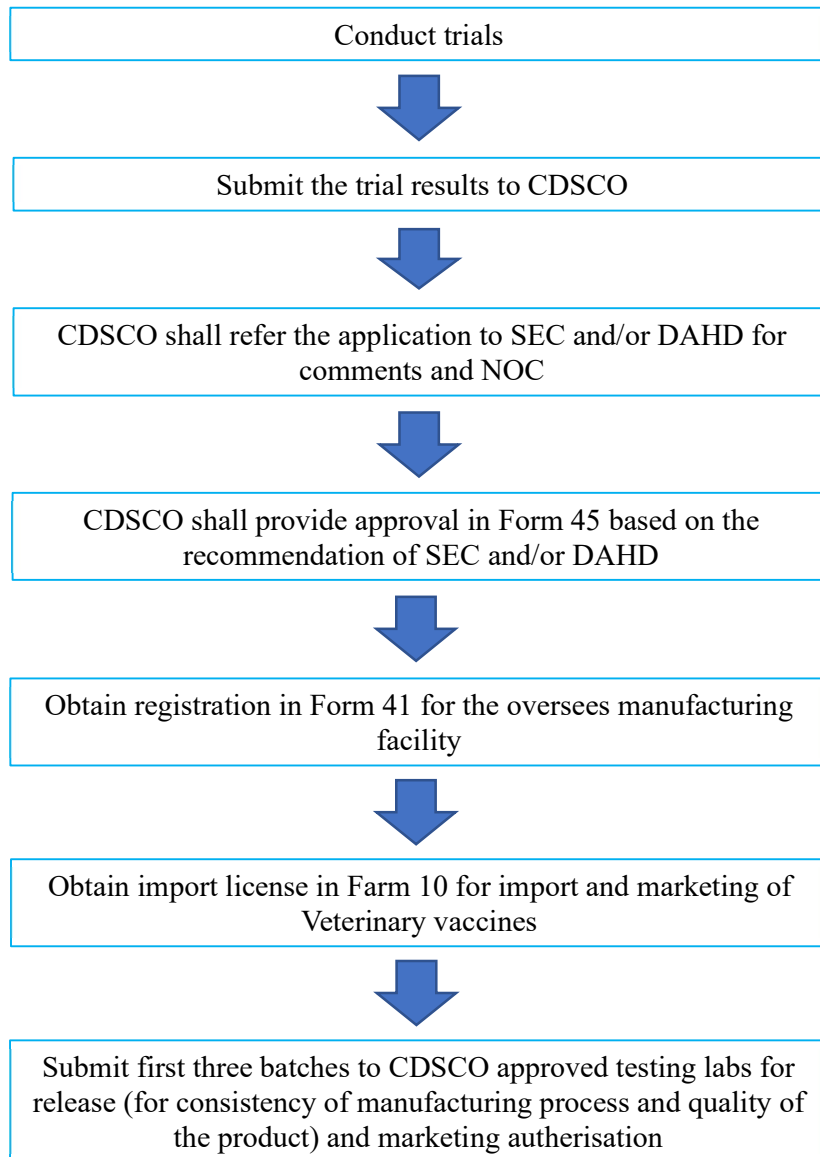 Conduct trials
Submit the trial results to CDSCO
CDSCO shall refer the application to SEC and/or DAHD for
comments and NOC
CDSCO shall provide approval in Form 45 based on the
recommendation of SEC and/or DAHD
Obtain registration in Form 41 for the oversees manufacturing
facility
Obtain import license in Farm 10 for import and marketing of
Veterinary vaccines
Submit first three batches to CDSCO approved testing labs for
release (for consistency of manufacturing process and quality of
the product) and marketing autherisation